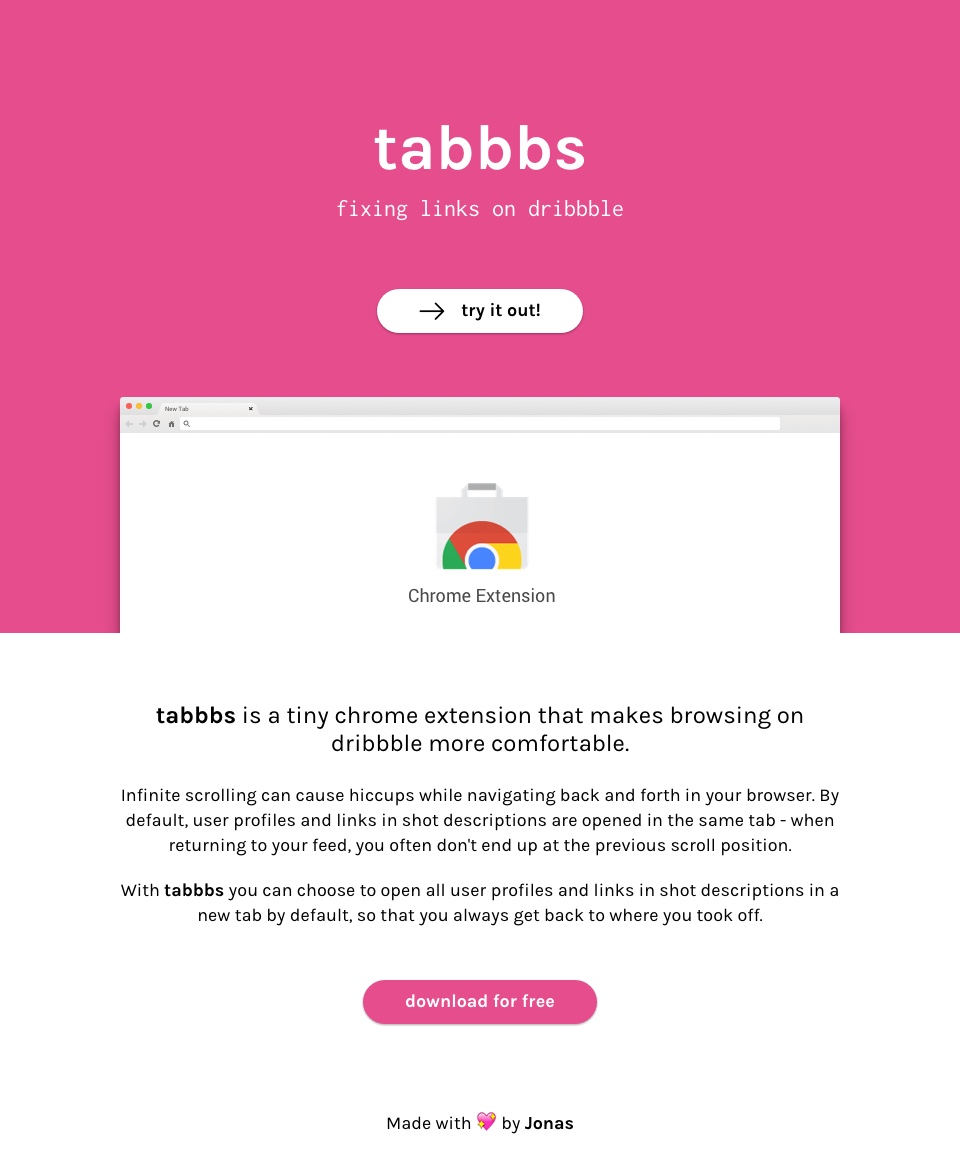 tabbbs
fixing links on dribbble
try it out!
New Tab
Chrome Extension
tabbbs is a tiny chrome extension that makes browsing on
dribbble more comfortable.
Infinite scrolling can cause hiccups while navigating back and forth in your browser. By
default, user profiles and links in shot descriptions are opened in the same tab - when
returning to your feed, you often don't end up at the previous scroll position.
With tabbbs you can choose to open all user profiles and links in shot descriptions in a
new tab by default, so that you always get back to where you took off.
download for free
Made with 💖 by Jonas